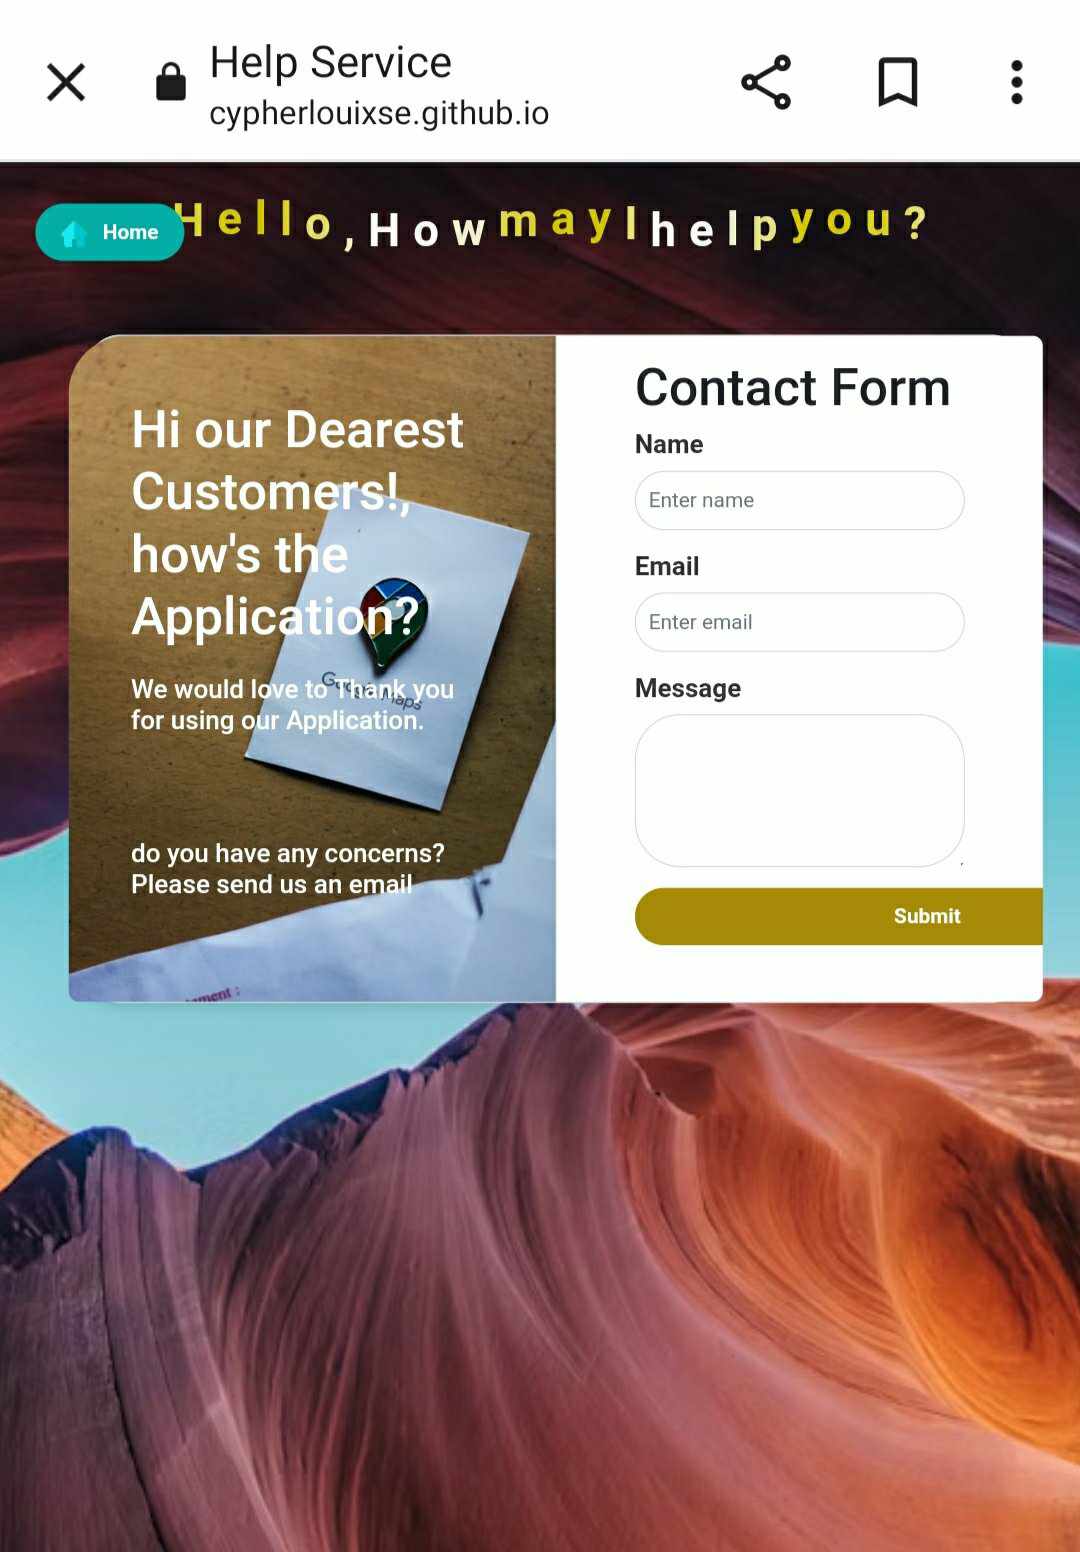 Help Service
cypherlouixse.github.io
Home
Hello, How may I help you?
Hi our Dearest
Customers!,
how's the
Application?
We would love to Thank you
for using our Application.
do you have any concerns?
Please send us an email
Contact Form
Name
Enter name
Email
Enter email
Message
Submit